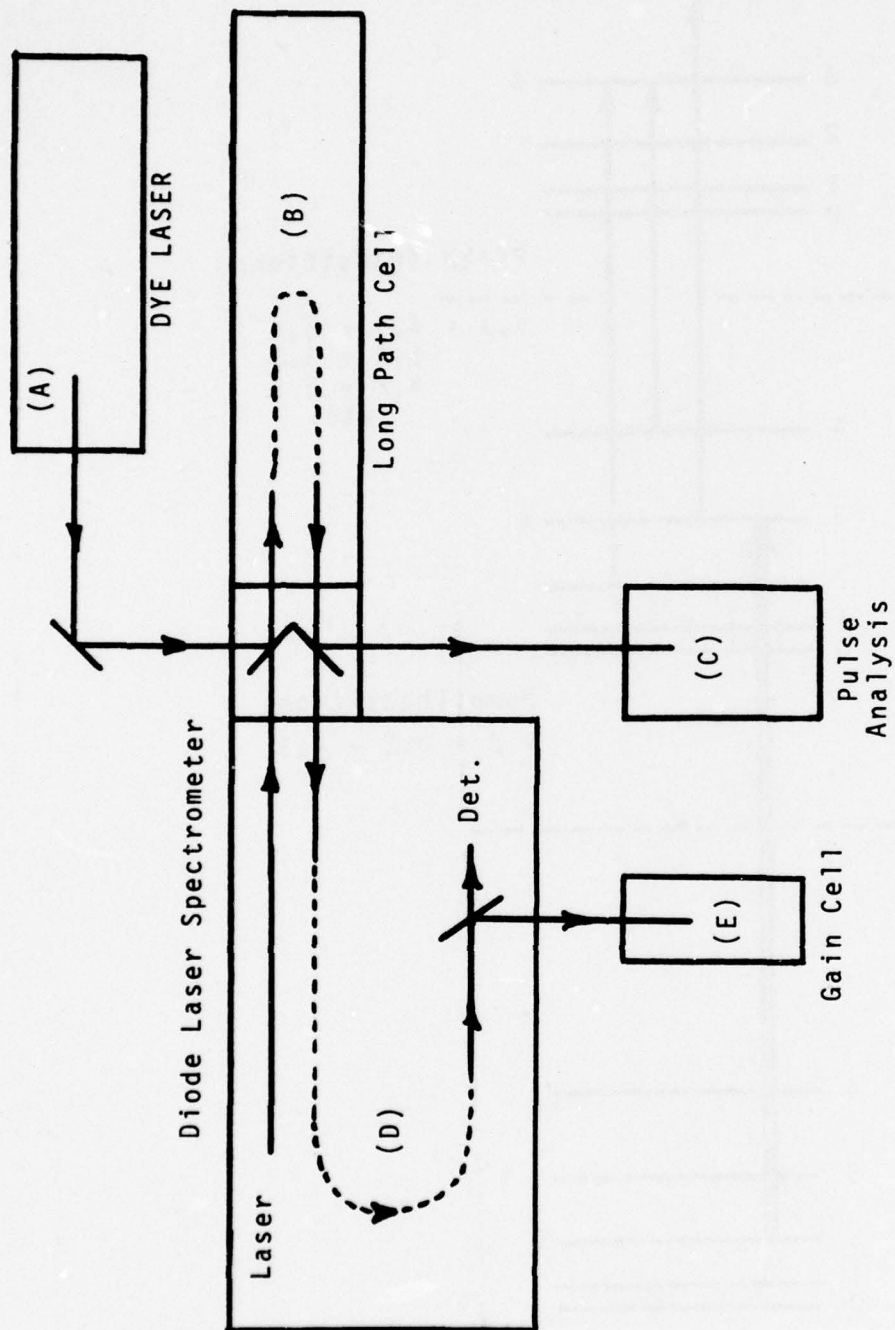 (A)
DYE LASER
(B)
Long Path Cell
Diode Laser Spectrometer
Laser
(D)
Det.
(C)
Pulse
Analysis
(E)
Gain Cell